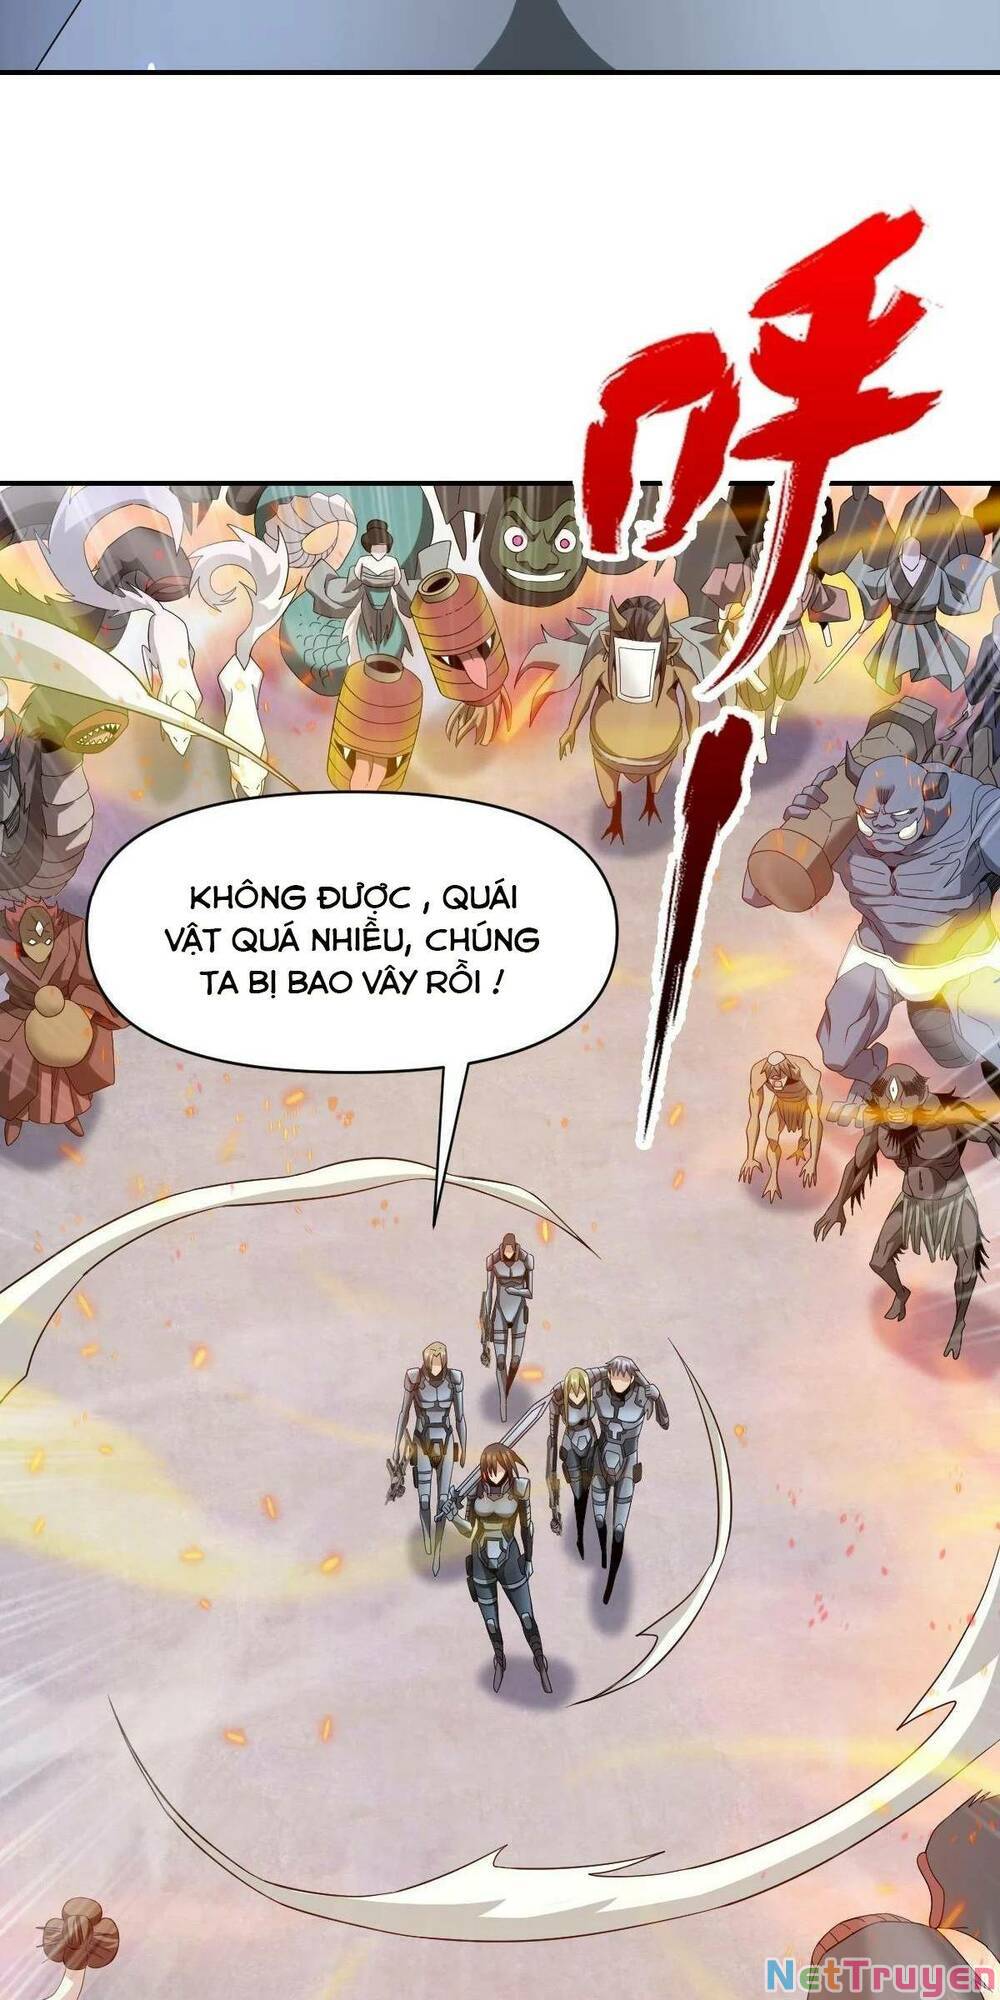 呼
KHÔNG ĐƯỢC , QUÁI
VẬT QUÁ NHIỀU, CHÚNG
TA BỊ BAO VÂY RỒI !
NetTruyen